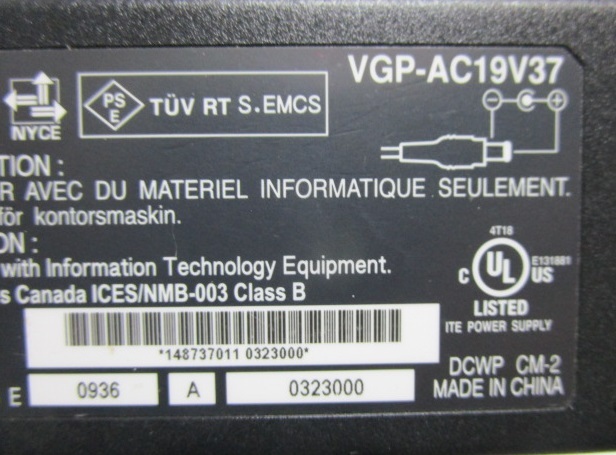 VGP-AC19V37
NYCE
PS
E
TÜV RT S.EMCS
TION :
R AVEC DU MATERIEL INFORMATIQUE SEULEMENT.
för kontorsmaskin.
ON :
with Information Technology Equipment.
s Canada ICES/NMB-003 Class B
4T18
E131881
C UL US
LISTED
ITE POWER SUPPLY
*148737011 0323000*
E 0936 A 0323000
DCWP CM-2
MADE IN CHINA